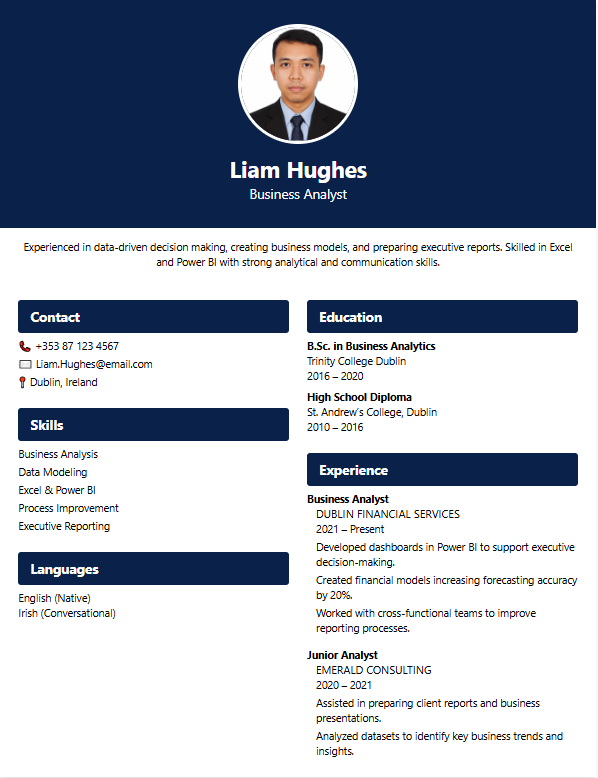 Liam Hughes
Business Analyst
Experienced in data-driven decision making, creating business models, and preparing executive reports. Skilled in Excel
and Power BI with strong analytical and communication skills.
Contact
+353 87 123 4567
Liam.Hughes@email.com
Dublin, Ireland
Skills
Business Analysis
Data Modeling
Excel & Power BI
Process Improvement
Executive Reporting
Languages
English (Native)
Irish (Conversational)
Education
B.Sc. in Business Analytics
Trinity College Dublin
2016 – 2020
High School Diploma
St. Andrew's College, Dublin
2010 – 2016
Experience
Business Analyst
DUBLIN FINANCIAL SERVICES
2021 – Present
Developed dashboards in Power BI to support executive
decision-making.
Created financial models increasing forecasting accuracy
by 20%.
Worked with cross-functional teams to improve
reporting processes.
Junior Analyst
EMERALD CONSULTING
2020 – 2021
Assisted in preparing client reports and business
presentations.
Analyzed datasets to identify key business trends and
insights.